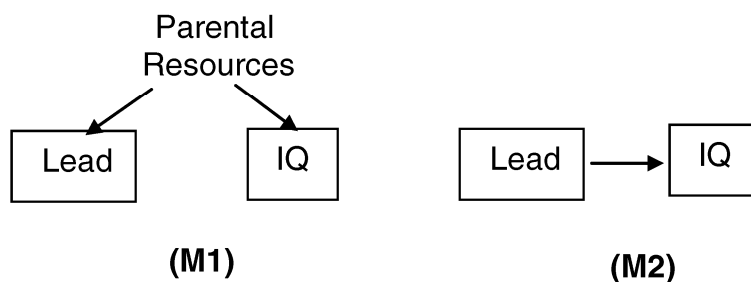 Parental
Resources
Lead
IQ
Lead
IQ
(M1)
(M2)